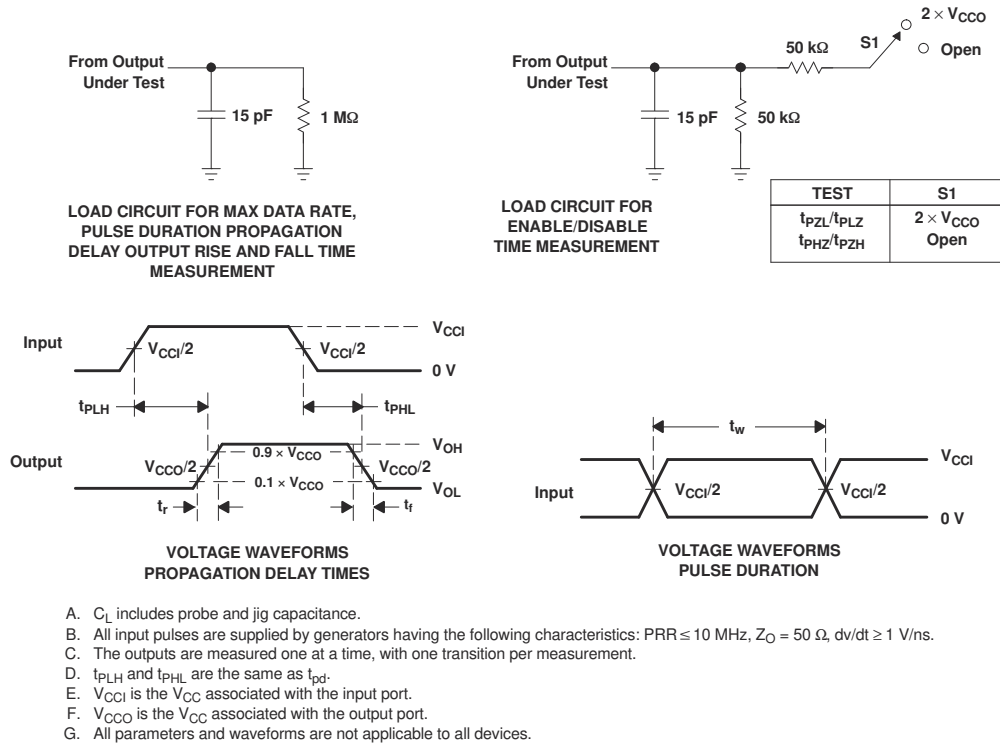 From Output
Under Test
15 pF
1 MΩ
LOAD CIRCUIT FOR MAX DATA RATE,
PULSE DURATION PROPAGATION
DELAY OUTPUT RISE AND FALL TIME
MEASUREMENT
From Output
Under Test
15 pF
50 kΩ
50 kΩ
S1
2 × VCCO
Open
LOAD CIRCUIT FOR
ENABLE/DISABLE
TIME MEASUREMENT
TEST S1
tPZL/tPLZ 2 × VCCO
tPHZ/tPZH Open
Input
VCCI/2
VCCI/2
VCCI
0 V
tPLH
tPHL
Output
VCCO/2
0.9 × VCCO
0.1 × VCCO
VCCO/2
VOH
VOL
tr
tf
VOLTAGE WAVEFORMS
PROPAGATION DELAY TIMES
tw
Input
VCCI/2
VCCI/2
VCCI
0 V
VOLTAGE WAVEFORMS
PULSE DURATION
A. CL includes probe and jig capacitance.
B. All input pulses are supplied by generators having the following characteristics: PRR ≤ 10 MHz, ZO = 50 Ω, dv/dt ≥ 1 V/ns.
C. The outputs are measured one at a time, with one transition per measurement.
D. tPLH and tPHL are the same as tpd.
E. VCCI is the VCC associated with the input port.
F. VCCO is the VCC associated with the output port.
G. All parameters and waveforms are not applicable to all devices.